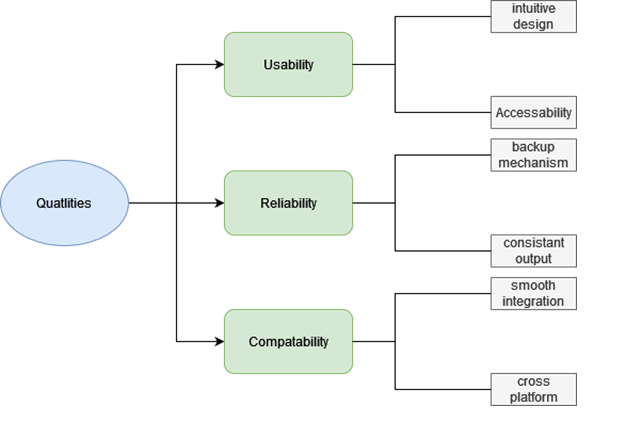 intuitive
design
Usability
Accessability
backup
mechanism
Quatlities
Reliability
consistant
output
smooth
integration
Compatability
cross
platform